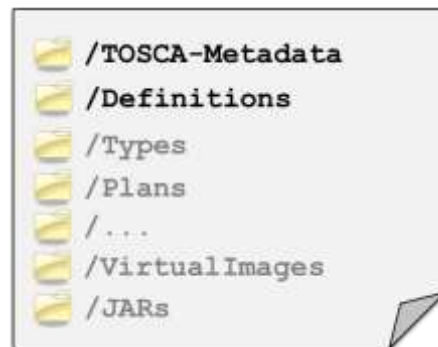 /TOSCA-Metadata
/Definitions
/Types
/Plans
/...
/VirtualImages
/JARs